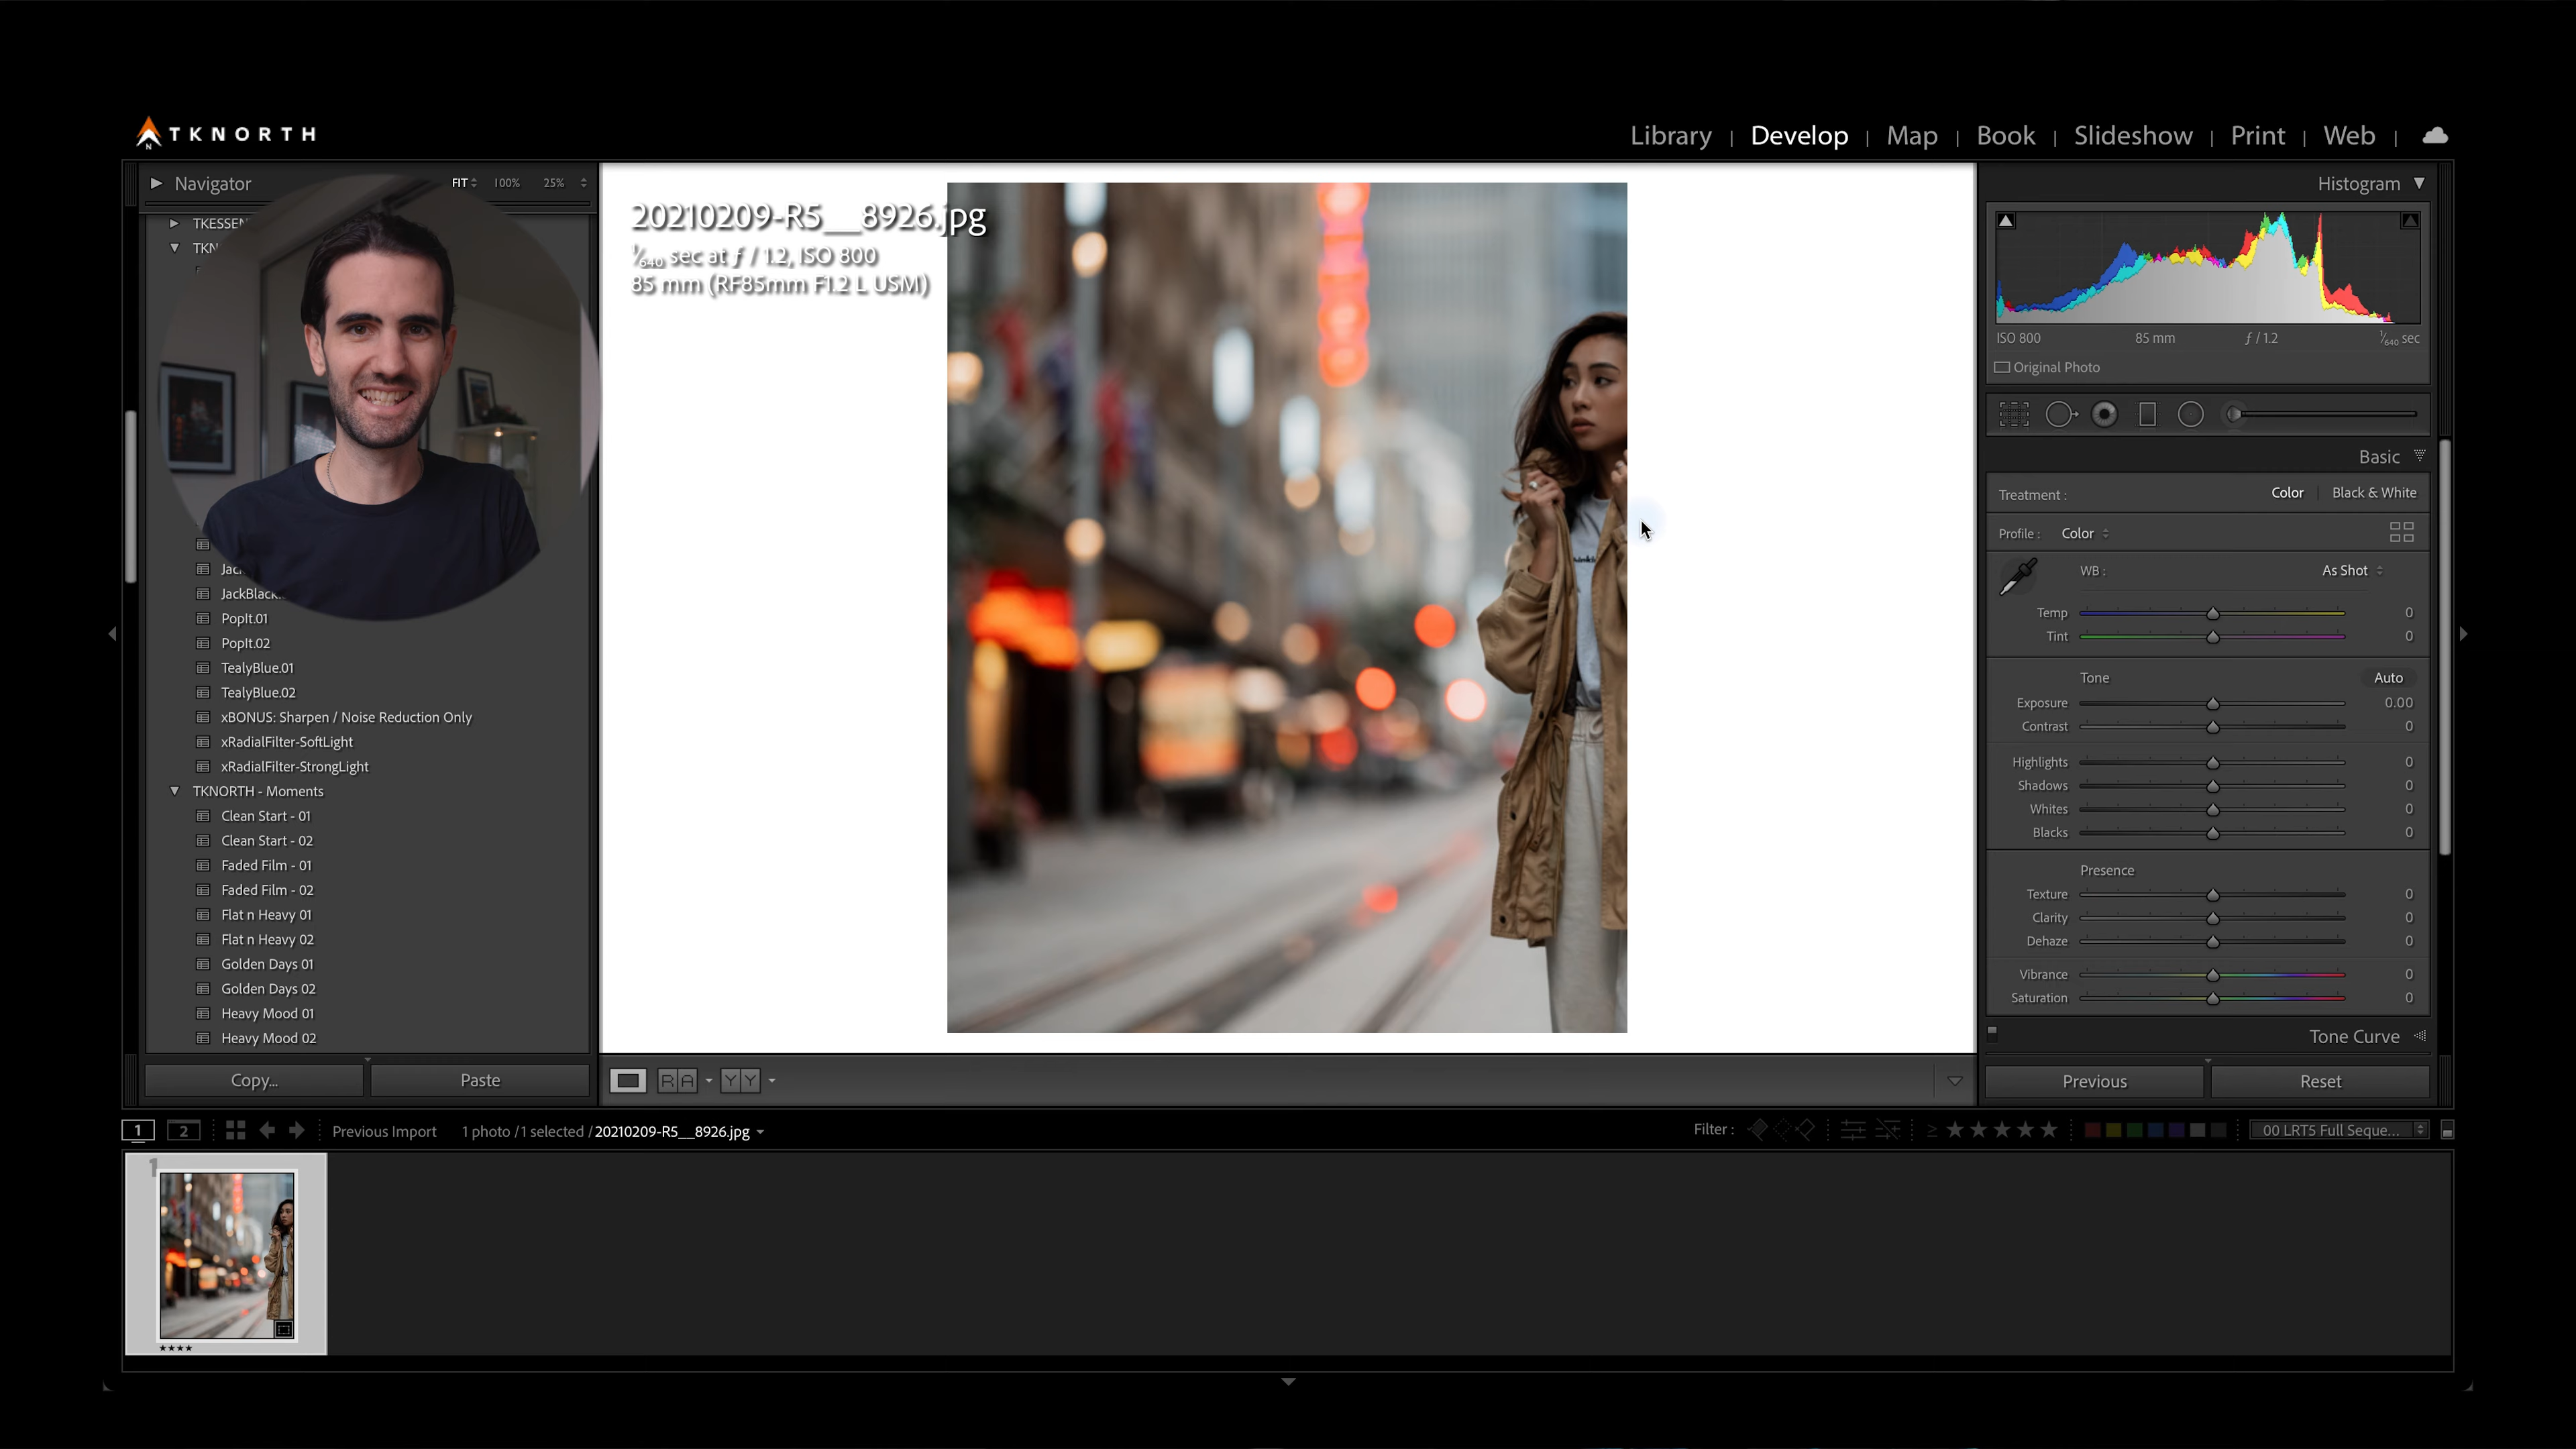 TKNORTH
Library | Develop | Map | Book | Slideshow | Print | Web |
Navigator FIT 100% 25%
TKESSEN
TKN
Jac
JackBlack.
PopIt.01
PopIt.02
TealyBlue.01
TealyBlue.02
xBONUS: Sharpen / Noise Reduction Only
xRadialFilter-SoftLight
xRadialFilter-StrongLight
TKNORTH - Moments
Clean Start - 01
Clean Start - 02
Faded Film - 01
Faded Film - 02
Flat n Heavy 01
Flat n Heavy 02
Golden Days 01
Golden Days 02
Heavy Mood 01
Heavy Mood 02
Copy... Paste
20210209-R5__8926.jpg
1/640 sec at ƒ / 1.2, ISO 800
85 mm (RF85mm F1.2 L USM)
RA YY
Histogram
ISO 800 85 mm ƒ / 1.2 1/640 sec
Original Photo
Basic
Treatment : Color | Black & White
Profile : Color
WB : As Shot
Temp 0
Tint 0
Tone Auto
Exposure 0.00
Contrast 0
Highlights 0
Shadows 0
Whites 0
Blacks 0
Presence
Texture 0
Clarity 0
Dehaze 0
Vibrance 0
Saturation 0
Tone Curve
Previous Reset
1 2 Previous Import 1 photo / 1 selected / 20210209-R5__8926.jpg
Filter : ≥ ★★★★★ 00 LRT5 Full Seque...
1
★★★★